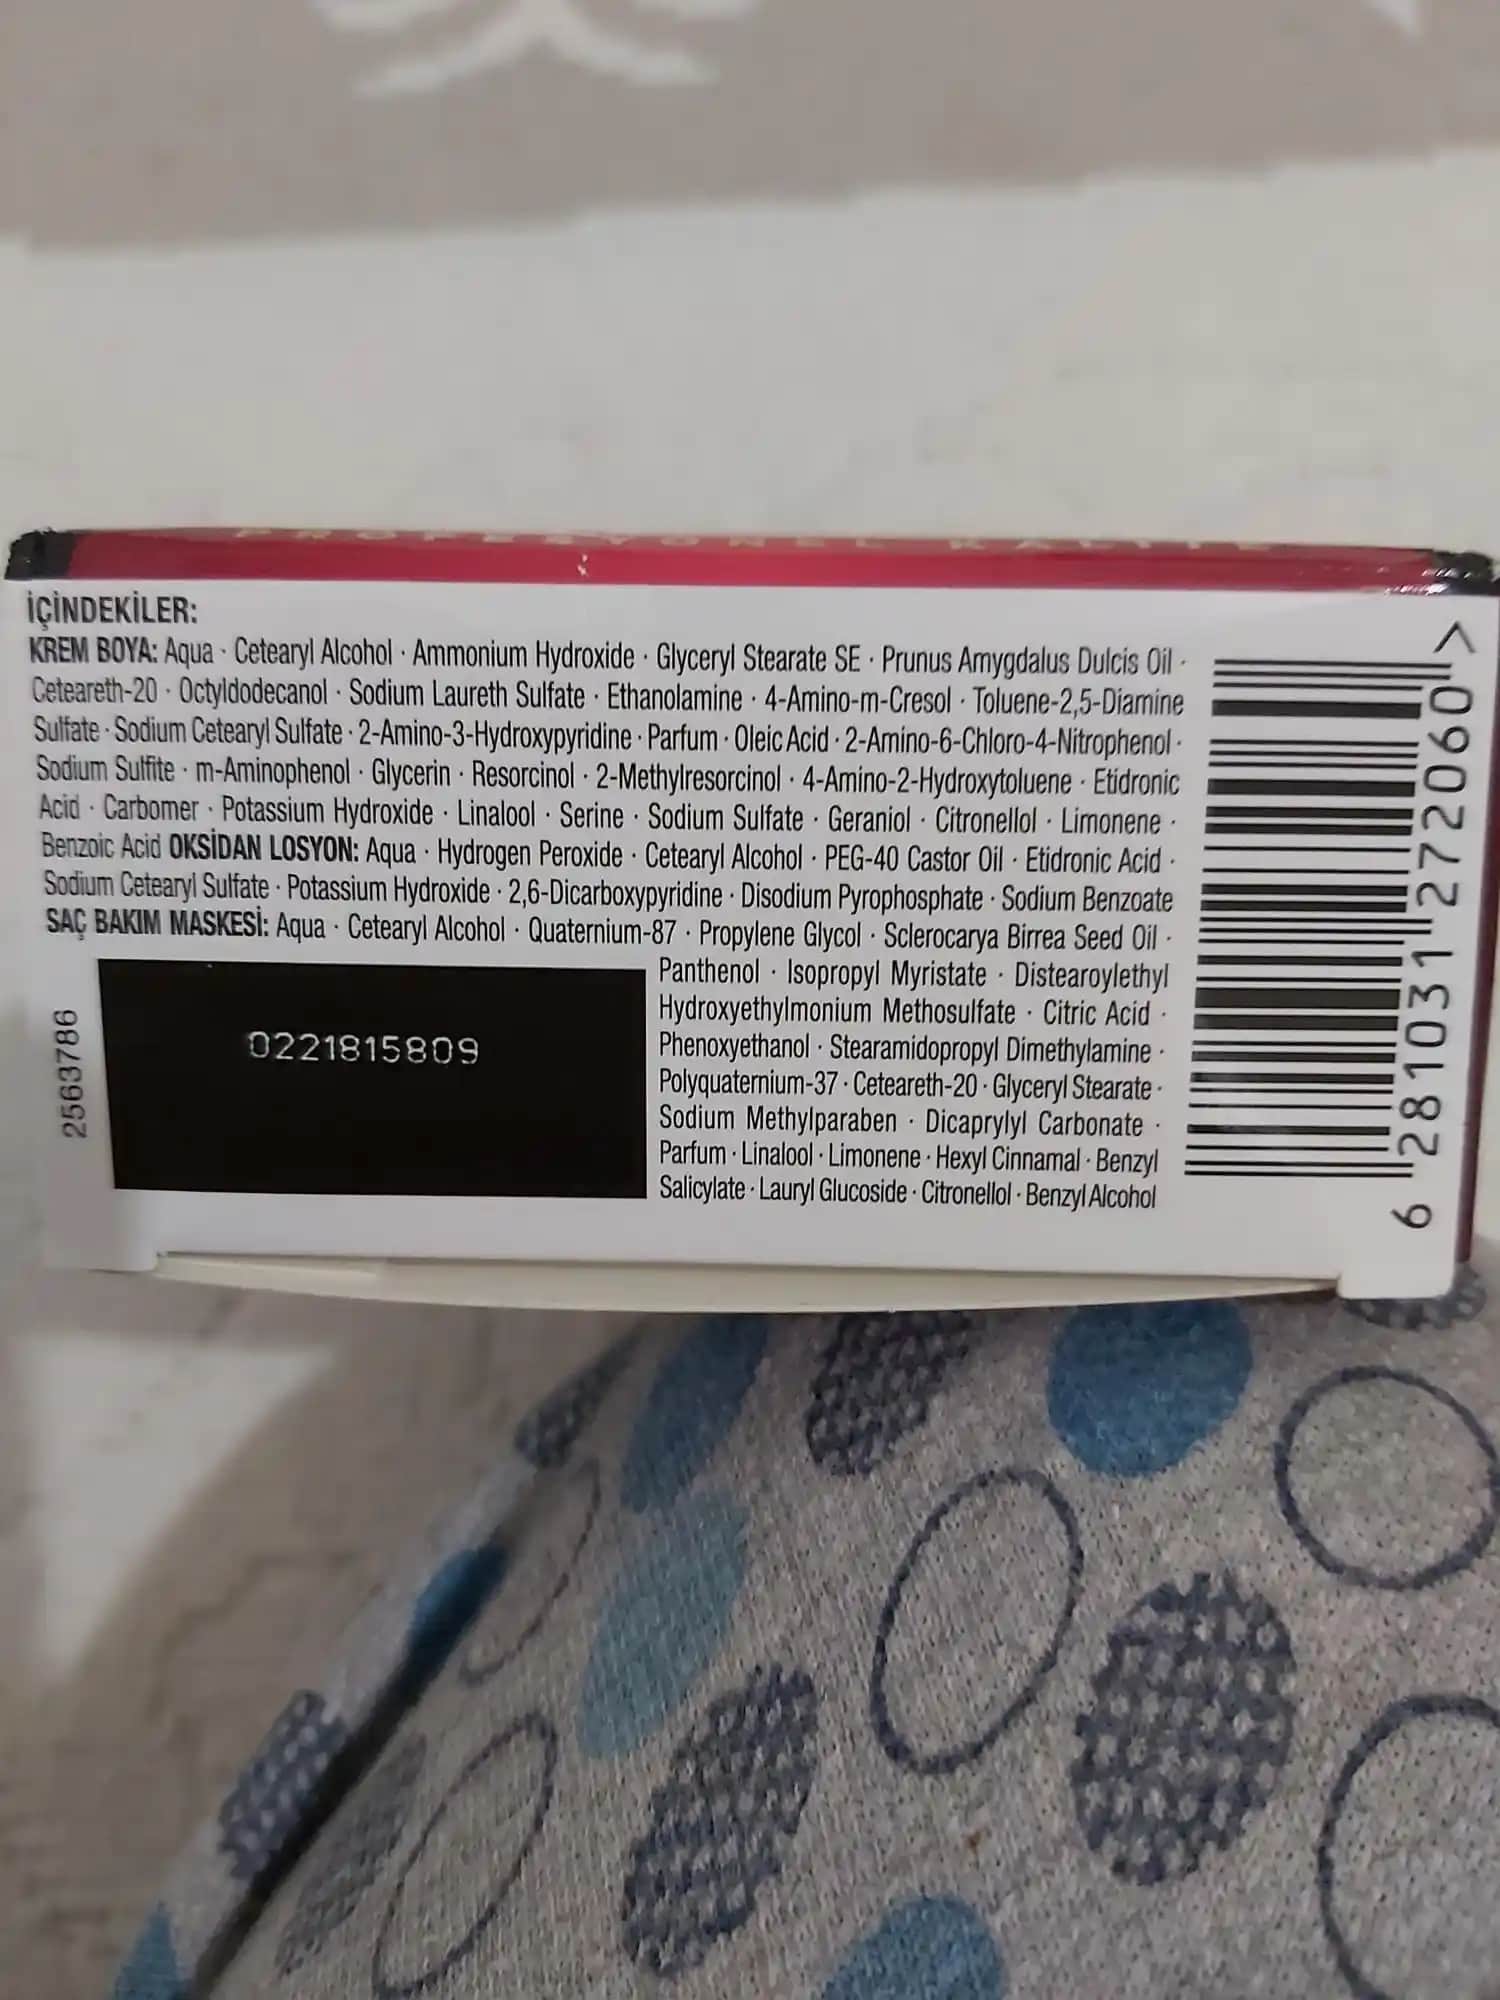 PROFESYONEL KALİTE
İÇİNDEKİLER:
KREM BOYA: Aqua · Cetearyl Alcohol · Ammonium Hydroxide · Glyceryl Stearate SE · Prunus Amygdalus Dulcis Oil ·
Ceteareth-20 · Octyldodecanol · Sodium Laureth Sulfate · Ethanolamine · 4-Amino-m-Cresol · Toluene-2,5-Diamine
Sulfate · Sodium Cetearyl Sulfate · 2-Amino-3-Hydroxypyridine · Parfum · Oleic Acid · 2-Amino-6-Chloro-4-Nitrophenol ·
Sodium Sulfite · m-Aminophenol · Glycerin · Resorcinol · 2-Methylresorcinol · 4-Amino-2-Hydroxytoluene · Etidronic
Acid · Carbomer · Potassium Hydroxide · Linalool · Serine · Sodium Sulfate · Geraniol · Citronellol · Limonene ·
Benzoic Acid OKSİDAN LOSYON: Aqua · Hydrogen Peroxide · Cetearyl Alcohol · PEG-40 Castor Oil · Etidronic Acid ·
Sodium Cetearyl Sulfate · Potassium Hydroxide · 2,6-Dicarboxypyridine · Disodium Pyrophosphate · Sodium Benzoate
SAÇ BAKIM MASKESİ: Aqua · Cetearyl Alcohol · Quaternium-87 · Propylene Glycol · Sclerocarya Birrea Seed Oil ·
Panthenol · Isopropyl Myristate · Distearoylethyl
Hydroxyethylmonium Methosulfate · Citric Acid ·
Phenoxyethanol · Stearamidopropyl Dimethylamine ·
Polyquaternium-37 · Ceteareth-20 · Glyceryl Stearate ·
Sodium Methylparaben · Dicaprylyl Carbonate ·
Parfum · Linalool · Limonene · Hexyl Cinnamal · Benzyl
Salicylate · Lauryl Glucoside · Citronellol · Benzyl Alcohol
2563786
0221815809
6 281031 272060 >